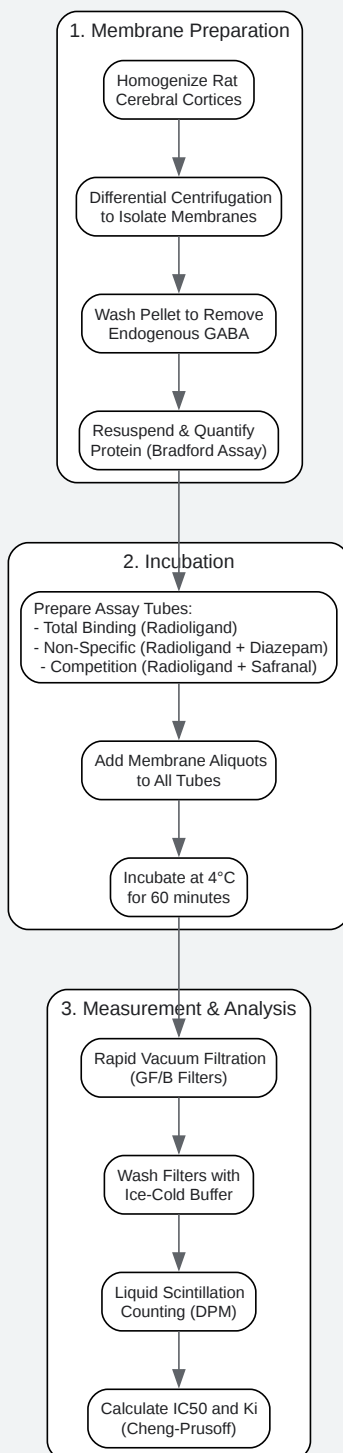 1. Membrane Preparation
Homogenize Rat
Cerebral Cortices
Differential Centrifugation
to Isolate Membranes
Wash Pellet to Remove
Endogenous GABA
Resuspend & Quantify
Protein (Bradford Assay)
2. Incubation
Prepare Assay Tubes:
- Total Binding (Radioligand)
- Non-Specific (Radioligand + Diazepam)
- Competition (Radioligand + Safranal)
Add Membrane Aliquots
to All Tubes
Incubate at 4°C
for 60 minutes
3. Measurement & Analysis
Rapid Vacuum Filtration
(GF/B Filters)
Wash Filters with
Ice-Cold Buffer
Liquid Scintillation
Counting (DPM)
Calculate IC50 and Ki
(Cheng-Prusoff)